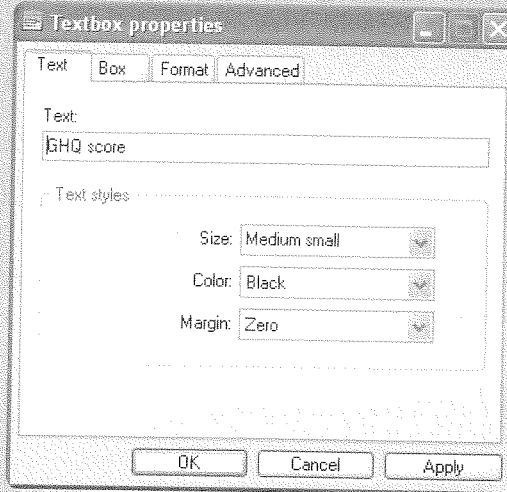 Textbox properties
Text Box Format Advanced
Text:
GHQ score
Text styles
Size: Medium small
Color: Black
Margin: Zero
OK Cancel Apply